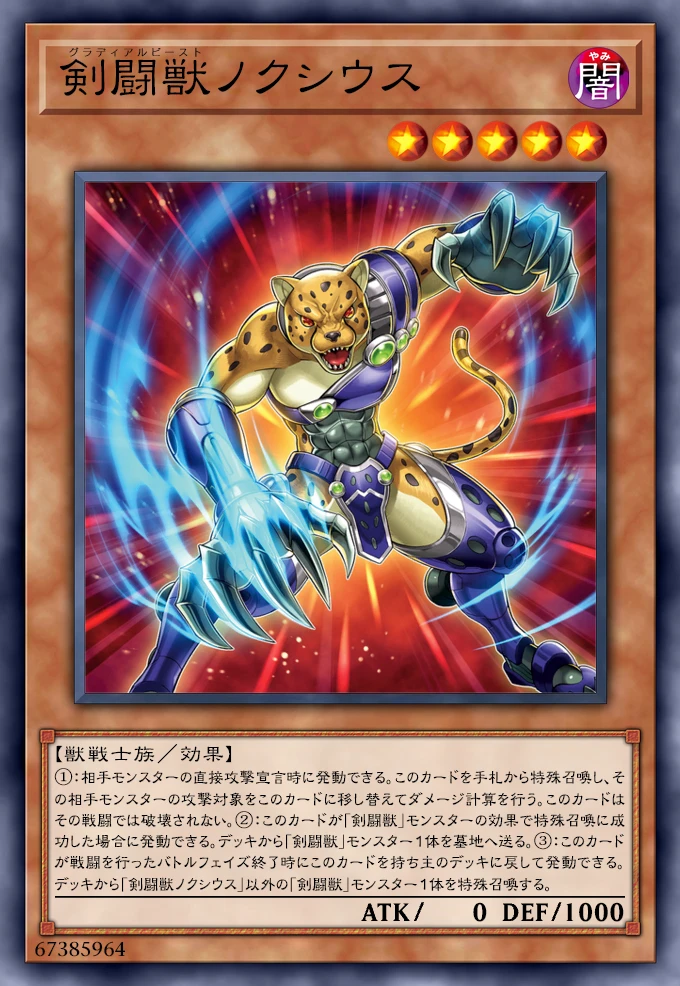 グラディアルビースト
剣闘獣ノクシウス
やみ
闇
【獣戦士族／効果】
①：相手モンスターの直接攻撃宣言時に発動できる。このカードを手札から特殊召喚し、そ
の相手モンスターの攻撃対象をこのカードに移し替えてダメージ計算を行う。このカードは
その戦闘では破壊されない。②：このカードが「剣闘獣」モンスターの効果で特殊召喚に成
功した場合に発動できる。デッキから「剣闘獣」モンスター１体を墓地へ送る。③：このカード
が戦闘を行ったバトルフェイズ終了時にこのカードを持ち主のデッキに戻して発動できる。
デッキから「剣闘獣ノクシウス」以外の「剣闘獣」モンスター１体を特殊召喚する。
ATK/ 0 DEF/1000
67385964